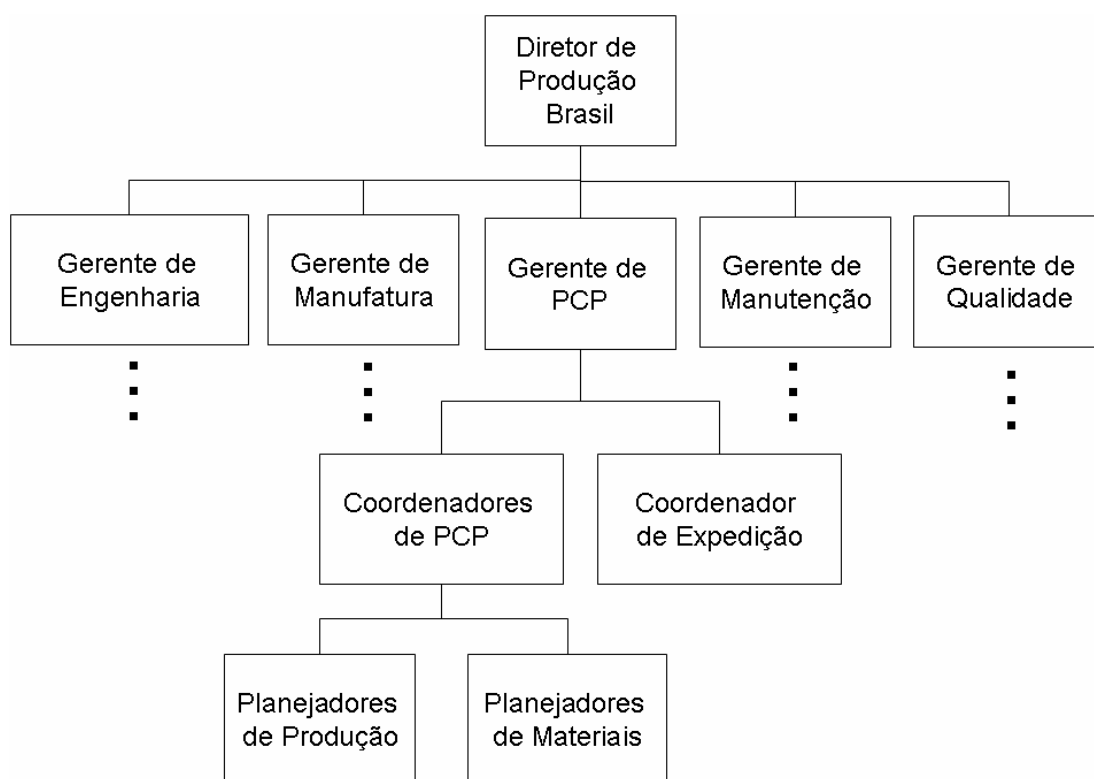 Diretor de
Produção
Brasil
Gerente de
Engenharia
Gerente de
Manufatura
Gerente de
PCP
Gerente de
Manutenção
Gerente de
Qualidade
Coordenadores
de PCP
Coordenador
de Expedição
Planejadores
de Produção
Planejadores
de Materiais